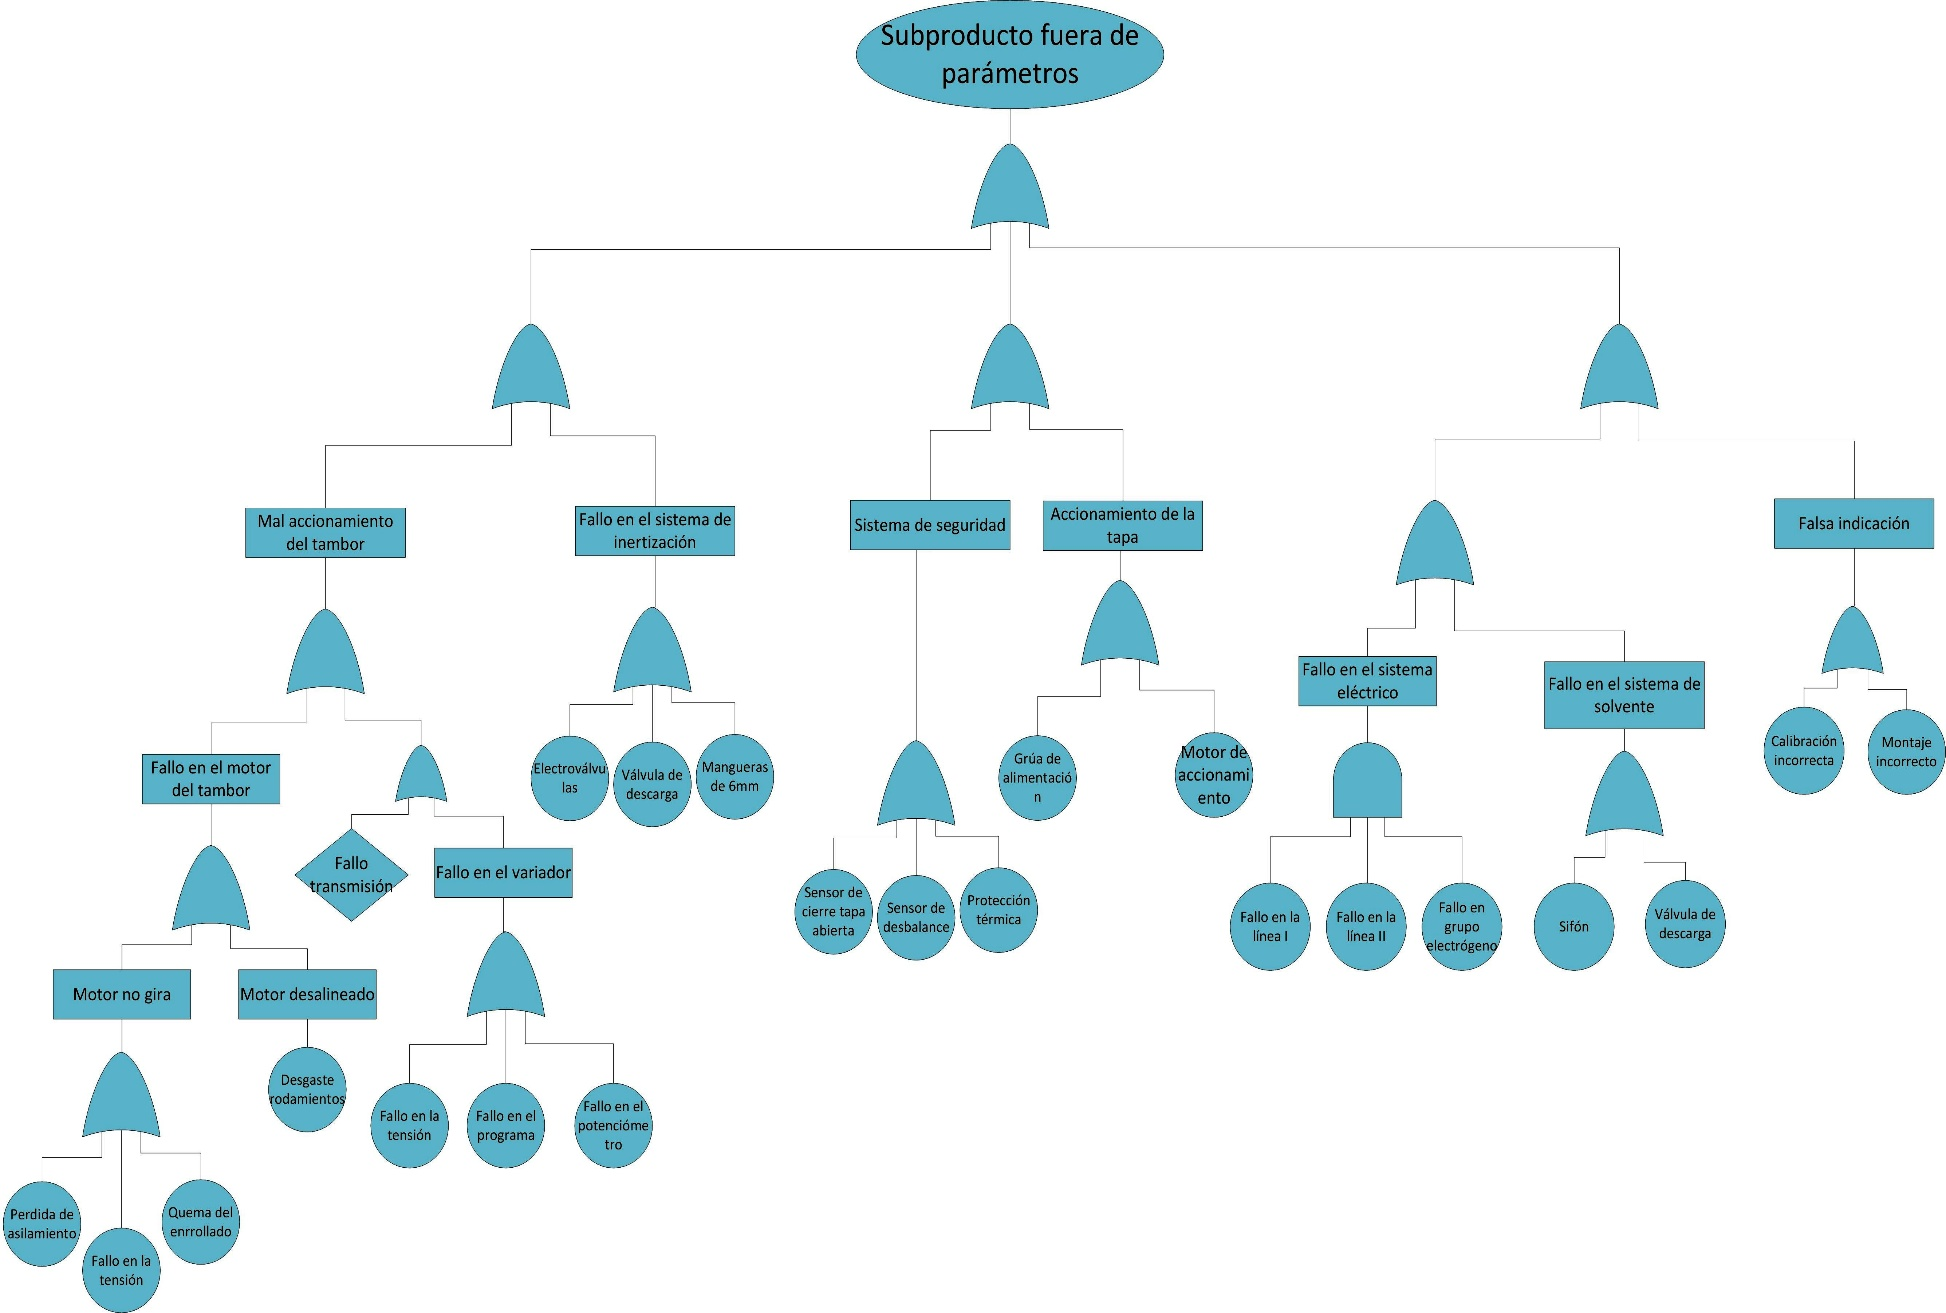 Subproducto fuera de
parámetros
Mal accionamiento
del tambor
Fallo en el sistema de
inertización
Sistema de seguridad
Accionamiento de la
tapa
Falsa indicación
Fallo en el sistema
eléctrico
Fallo en el sistema de
solvente
Fallo en el motor
del tambor
Electroválvu
las
Válvula de
descarga
Mangueras
de 6mm
Grúa de
alimentació
n
Motor de
accionami
ento
Calibración
incorrecta
Montaje
incorrecto
Fallo
transmisión
Fallo en el variador
Sensor de
cierre tapa
abierta
Sensor de
desbalance
Protección
térmica
Fallo en la
línea I
Fallo en la
línea II
Fallo en
grupo
electrógeno
Sifón
Válvula de
descarga
Motor no gira
Motor desalineado
Desgaste
rodamientos
Fallo en la
tensión
Fallo en el
programa
Fallo en el
potencióme
tro
Perdida de
asilamiento
Fallo en la
tensión
Quema del
enrrollado